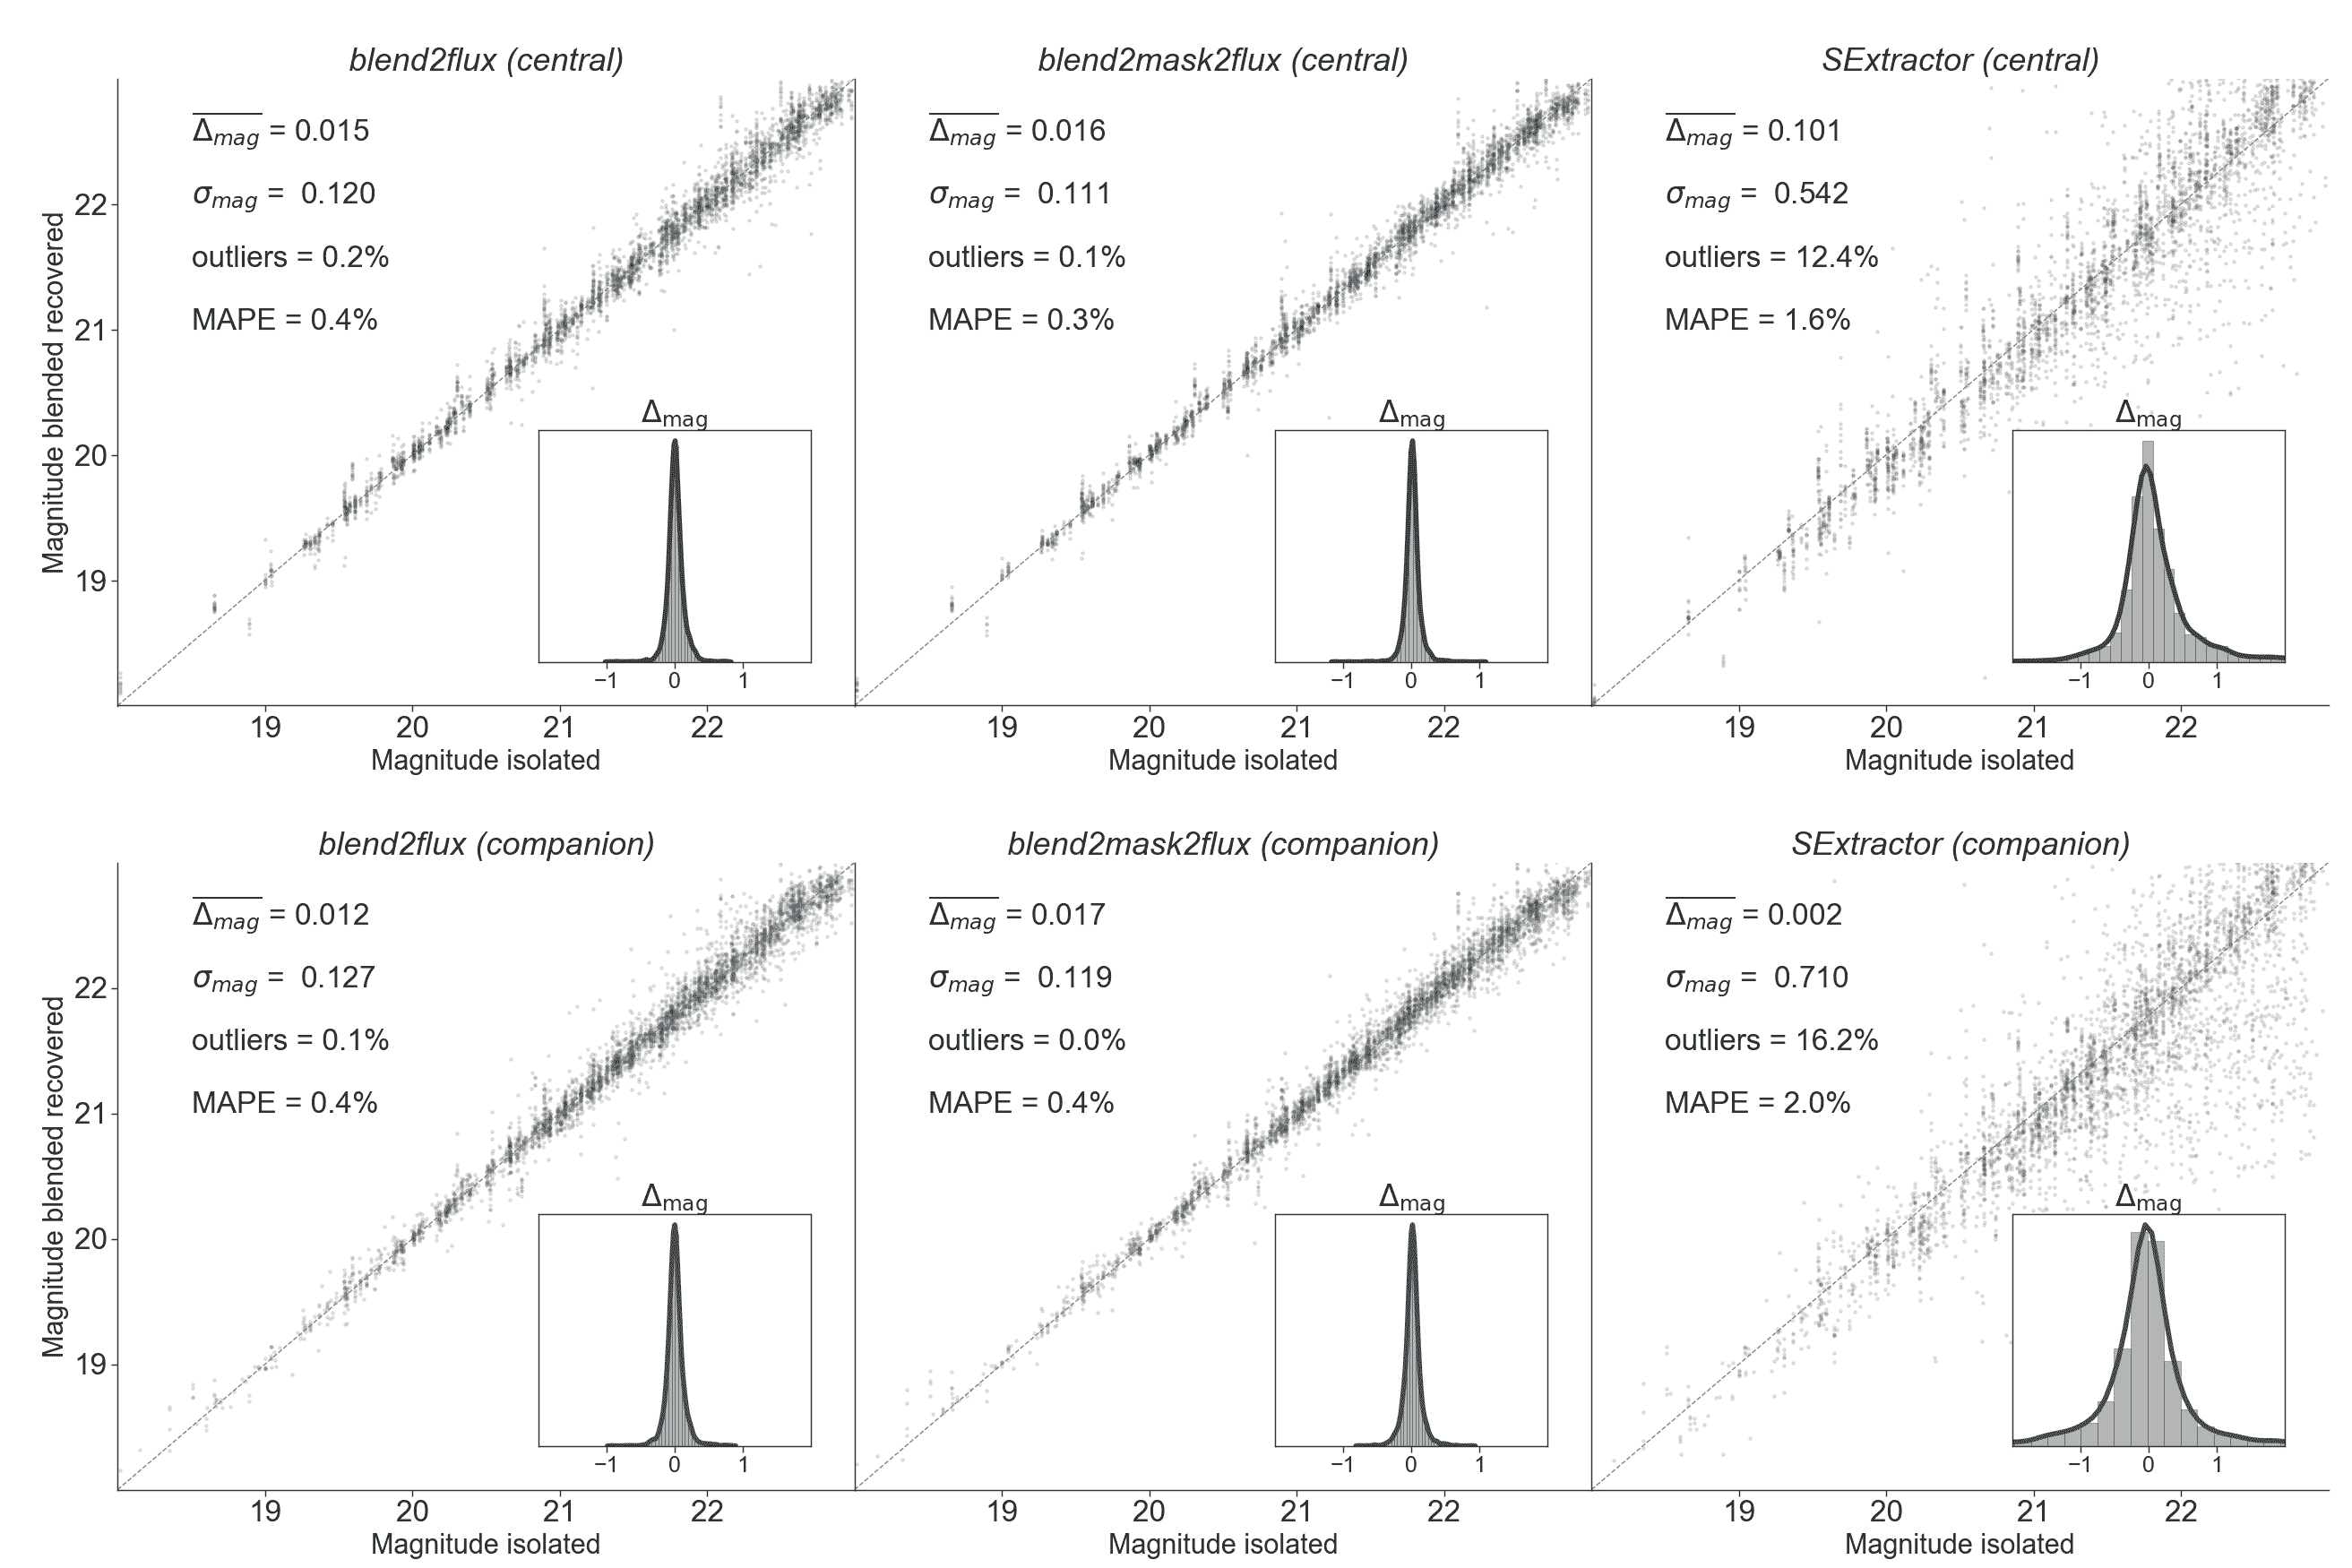 blend2flux (central)
Δmag = 0.015
σmag = 0.120
outliers = 0.2%
MAPE = 0.4%
Δmag
−1 0 1
22
21
20
19
Magnitude blended recovered
19 20 21 22
Magnitude isolated
blend2mask2flux (central)
Δmag = 0.016
σmag = 0.111
outliers = 0.1%
MAPE = 0.3%
Δmag
−1 0 1
19 20 21 22
Magnitude isolated
SExtractor (central)
Δmag = 0.101
σmag = 0.542
outliers = 12.4%
MAPE = 1.6%
Δmag
−1 0 1
19 20 21 22
Magnitude isolated
blend2flux (companion)
Δmag = 0.012
σmag = 0.127
outliers = 0.1%
MAPE = 0.4%
Δmag
−1 0 1
22
21
20
19
Magnitude blended recovered
19 20 21 22
Magnitude isolated
blend2mask2flux (companion)
Δmag = 0.017
σmag = 0.119
outliers = 0.0%
MAPE = 0.4%
Δmag
−1 0 1
19 20 21 22
Magnitude isolated
SExtractor (companion)
Δmag = 0.002
σmag = 0.710
outliers = 16.2%
MAPE = 2.0%
Δmag
−1 0 1
19 20 21 22
Magnitude isolated